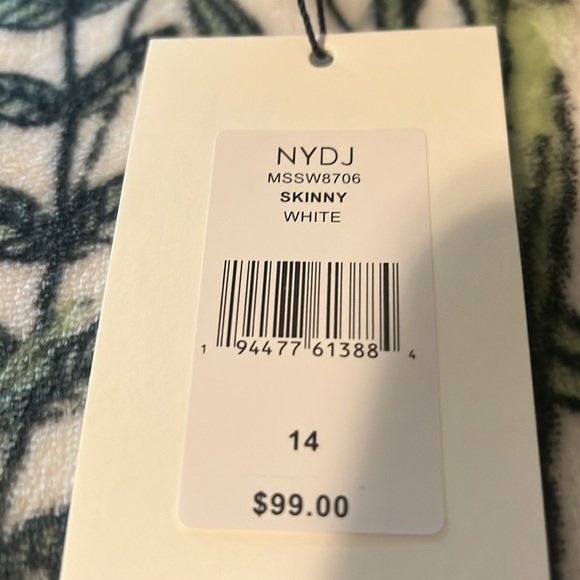 NYDJ
MSSW8706
SKINNY
WHITE
1 94477 61388 4
14
$99.00